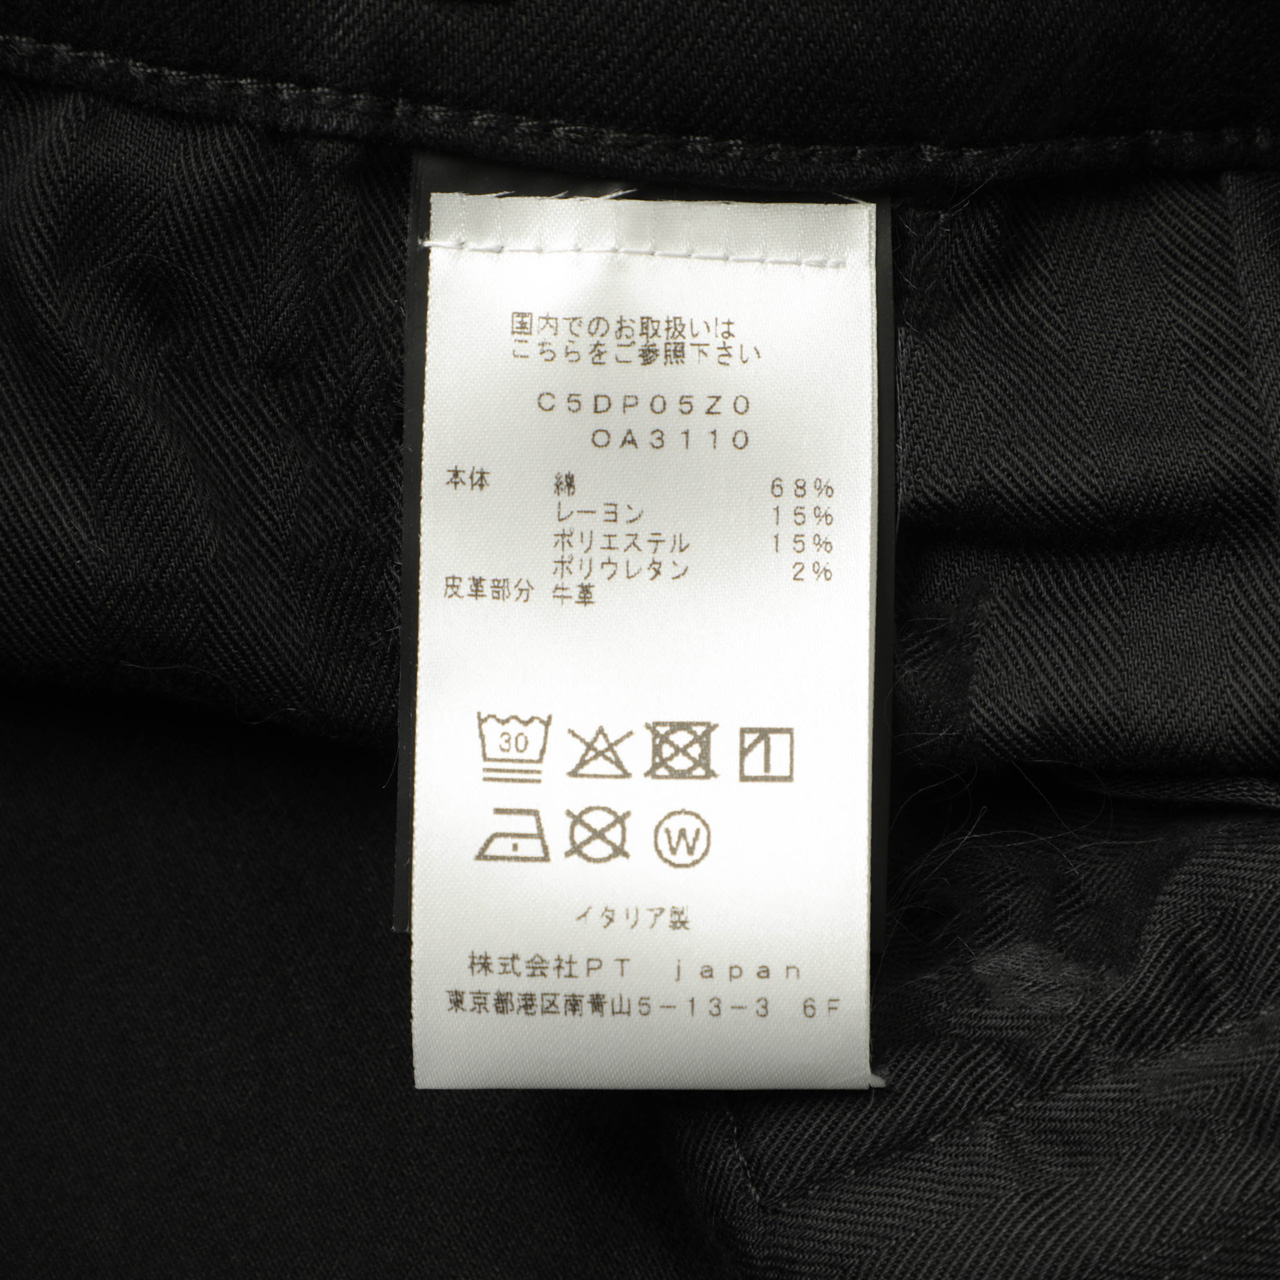 国内でのお取扱いは
こちらをご参照下さい
C5DP05Z0
OA3110
本体 綿 68%
レーヨン 15%
ポリエステル 15%
ポリウレタン 2%
皮革部分 牛革
30
W
イタリア製
株式会社PT japan
東京都港区南青山5-13-3 6F